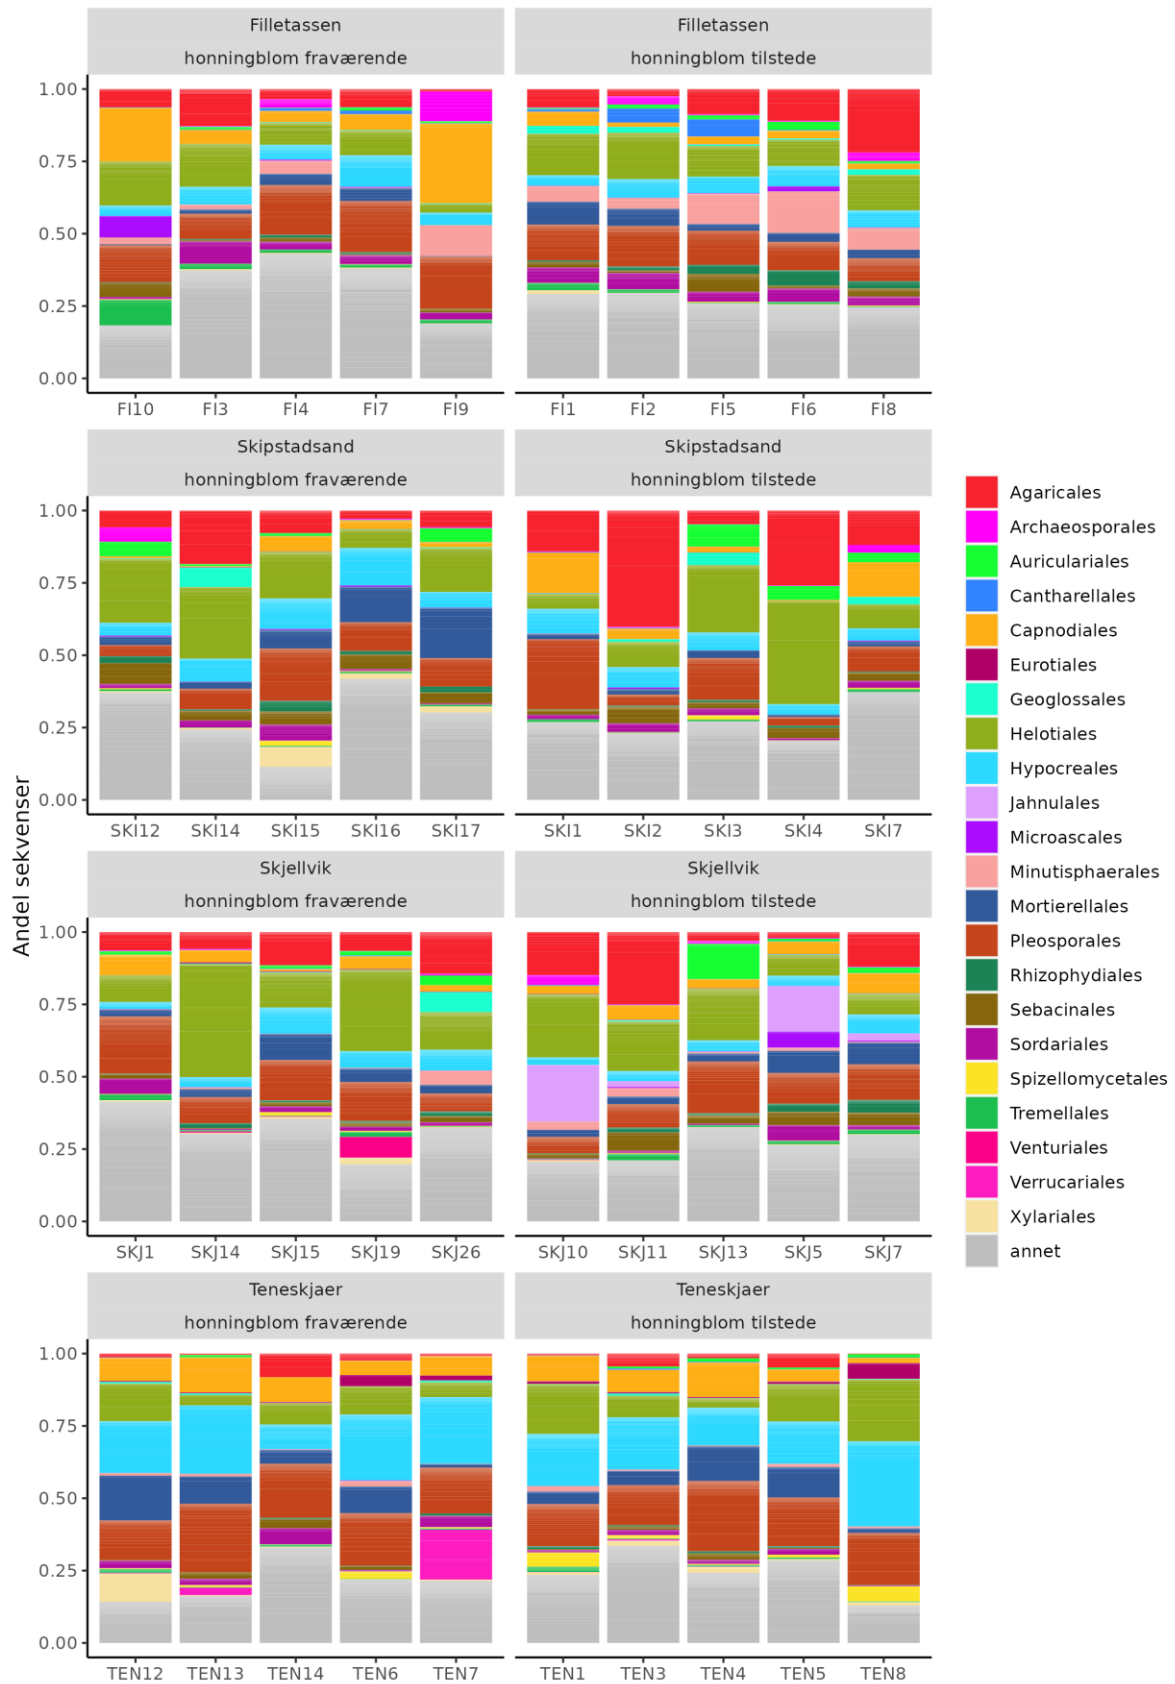 Filletassen
honningblom fraværende
Filletassen
honningblom tilstede
1.00
0.75
0.50
0.25
0.00
FI10 FI3 FI4 FI7 FI9
FI1 FI2 FI5 FI6 FI8
Skipstadsand
honningblom fraværende
Skipstadsand
honningblom tilstede
1.00
0.75
0.50
0.25
0.00
SKI12 SKI14 SKI15 SKI16 SKI17
SKI1 SKI2 SKI3 SKI4 SKI7
Andel sekvenser
Skjellvik
honningblom fraværende
Skjellvik
honningblom tilstede
1.00
0.75
0.50
0.25
0.00
SKJ1 SKJ14 SKJ15 SKJ19 SKJ26
SKJ10 SKJ11 SKJ13 SKJ5 SKJ7
Teneskjaer
honningblom fraværende
Teneskjaer
honningblom tilstede
1.00
0.75
0.50
0.25
0.00
TEN12 TEN13 TEN14 TEN6 TEN7
TEN1 TEN3 TEN4 TEN5 TEN8
Agaricales
Archaeosporales
Auriculariales
Cantharellales
Capnodiales
Eurotiales
Geoglossales
Helotiales
Hypocreales
Jahnulales
Microascales
Minutisphaerales
Mortierellales
Pleosporales
Rhizophydiales
Sebacinales
Sordariales
Spizellomycetales
Tremellales
Venturiales
Verrucariales
Xylariales
annet